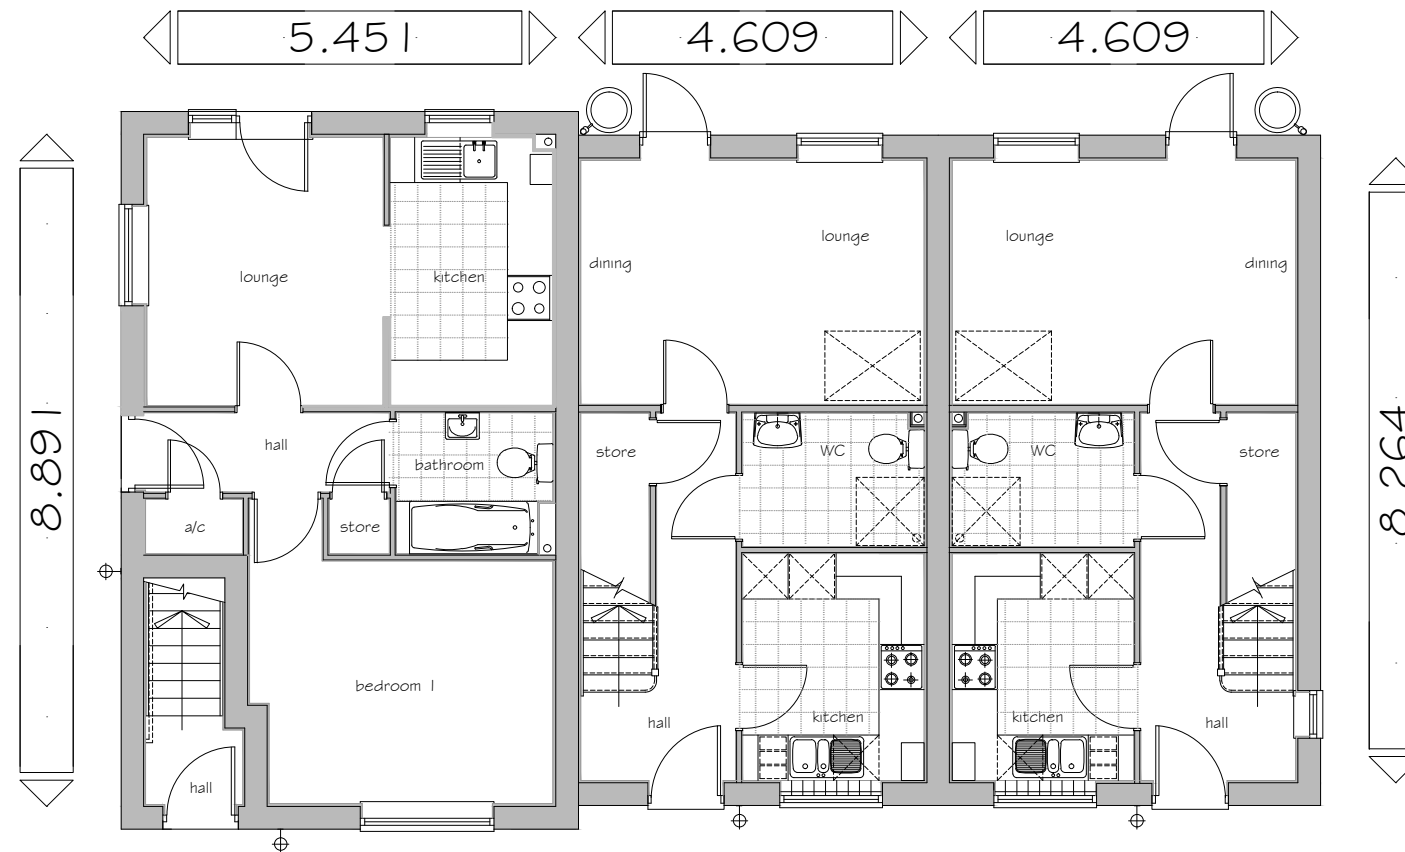 5.451
4.609
4.609
8.891
8.264
lounge
kitchen
dining
lounge
lounge
dining
hall
bathroom
store
WC
WC
store
a/c
store
bedroom 1
hall
kitchen
kitchen
hall
hall